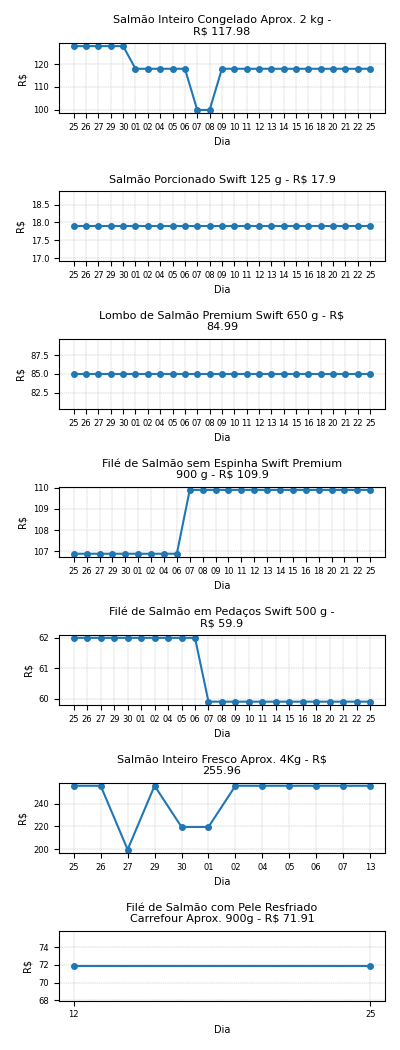 Salmão Inteiro Congelado Aprox. 2 kg -
R$ 117.98
120
110
100
R$
25 26 27 29 30 01 02 04 05 06 07 08 09 10 11 12 13 14 15 16 18 20 21 22 25
Dia
Salmão Porcionado Swift 125 g - R$ 17.9
18.5
18.0
17.5
17.0
R$
25 26 27 29 30 01 02 04 05 06 07 08 09 10 11 12 13 14 15 16 18 20 21 22 25
Dia
Lombo de Salmão Premium Swift 650 g - R$
84.99
87.5
85.0
82.5
R$
25 26 27 29 30 01 02 04 05 06 07 08 09 10 11 12 13 14 15 16 18 20 21 22 25
Dia
Filé de Salmão sem Espinha Swift Premium
900 g - R$ 109.9
110
109
108
107
R$
25 26 27 29 30 01 02 04 06 07 08 09 10 11 12 13 14 15 16 18 20 21 22 25
Dia
Filé de Salmão em Pedaços Swift 500 g -
R$ 59.9
62
61
60
R$
25 26 27 29 30 01 02 04 05 06 07 08 09 10 11 14 15 16 18 20 21 22 25
Dia
Salmão Inteiro Fresco Aprox. 4Kg - R$
255.96
240
220
200
R$
25 26 27 29 30 01 02 04 05 06 07 13
Dia
Filé de Salmão com Pele Resfriado
Carrefour Aprox. 900g - R$ 71.91
74
72
70
68
R$
12 25
Dia